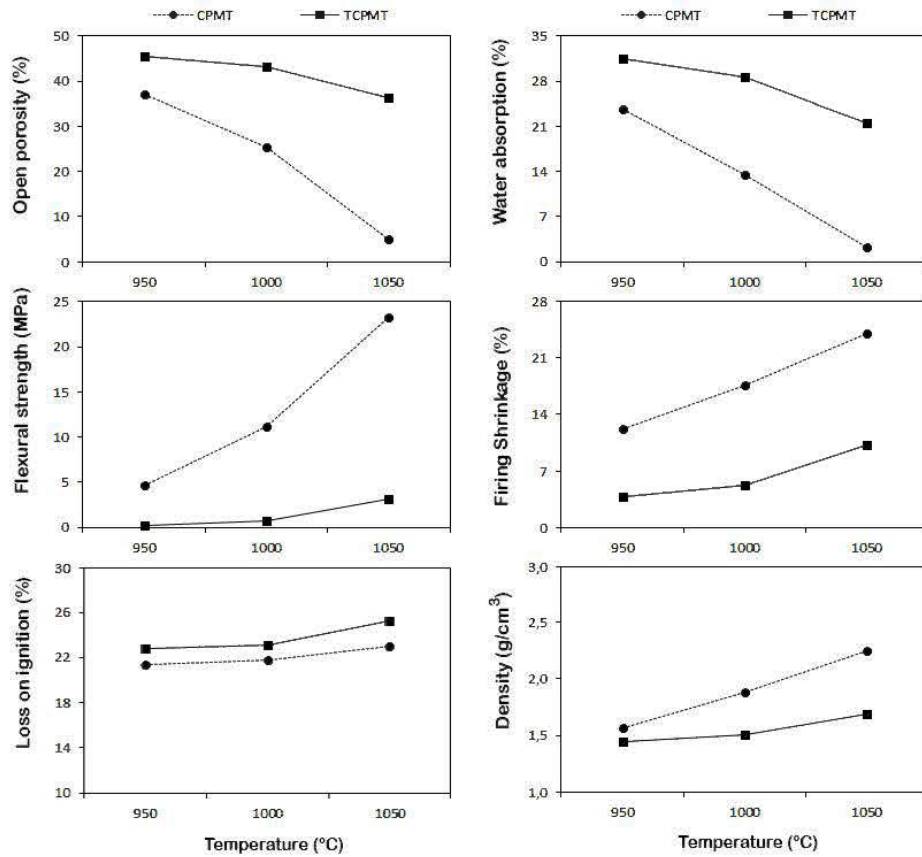 CPMT TCPMT
Open porosity (%)
50
40
30
20
10
0
950 1000 1050
CPMT TCPMT
Water absorption (%)
35
28
21
14
7
0
950 1000 1050
Flexural strength (MPa)
25
20
15
10
5
0
950 1000 1050
Firing Shrinkage (%)
28
21
14
7
0
950 1000 1050
Loss on ignition (%)
30
26
22
18
14
10
950 1000 1050
Temperature (ºC)
Density (g/cm³)
3,0
2,5
2,0
1,5
1,0
950 1000 1050
Temperature (ºC)